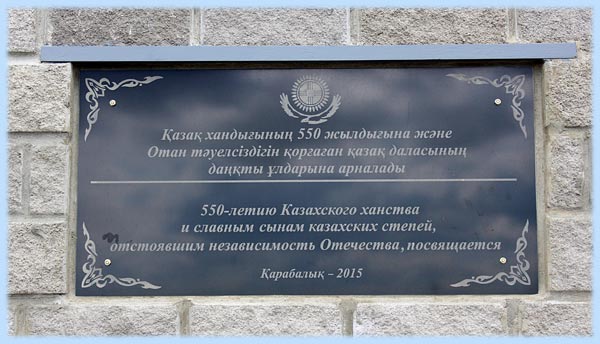 Қазақ хандығының 550 жылдығына және
Отан тәуелсіздігін қорғаған қазақ даласының
даңқты ұлдарына арналады
550-летию Казахского ханства
и славным сынам казахских степей,
отстоявшим независимость Отечества, посвящается
Қарабалық – 2015